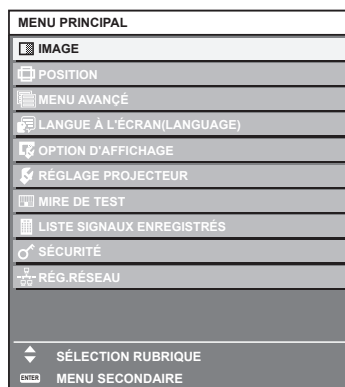 MENU PRINCIPAL
IMAGE
POSITION
MENU AVANÇÉ
LANGUE À L'ÉCRAN(LANGUAGE)
OPTION D'AFFICHAGE
RÉGLAGE PROJECTEUR
MIRE DE TEST
LISTE SIGNAUX ENREGISTRÉS
SÉCURITÉ
RÉG.RÉSEAU
SÉLECTION RUBRIQUE
ENTER MENU SECONDAIRE